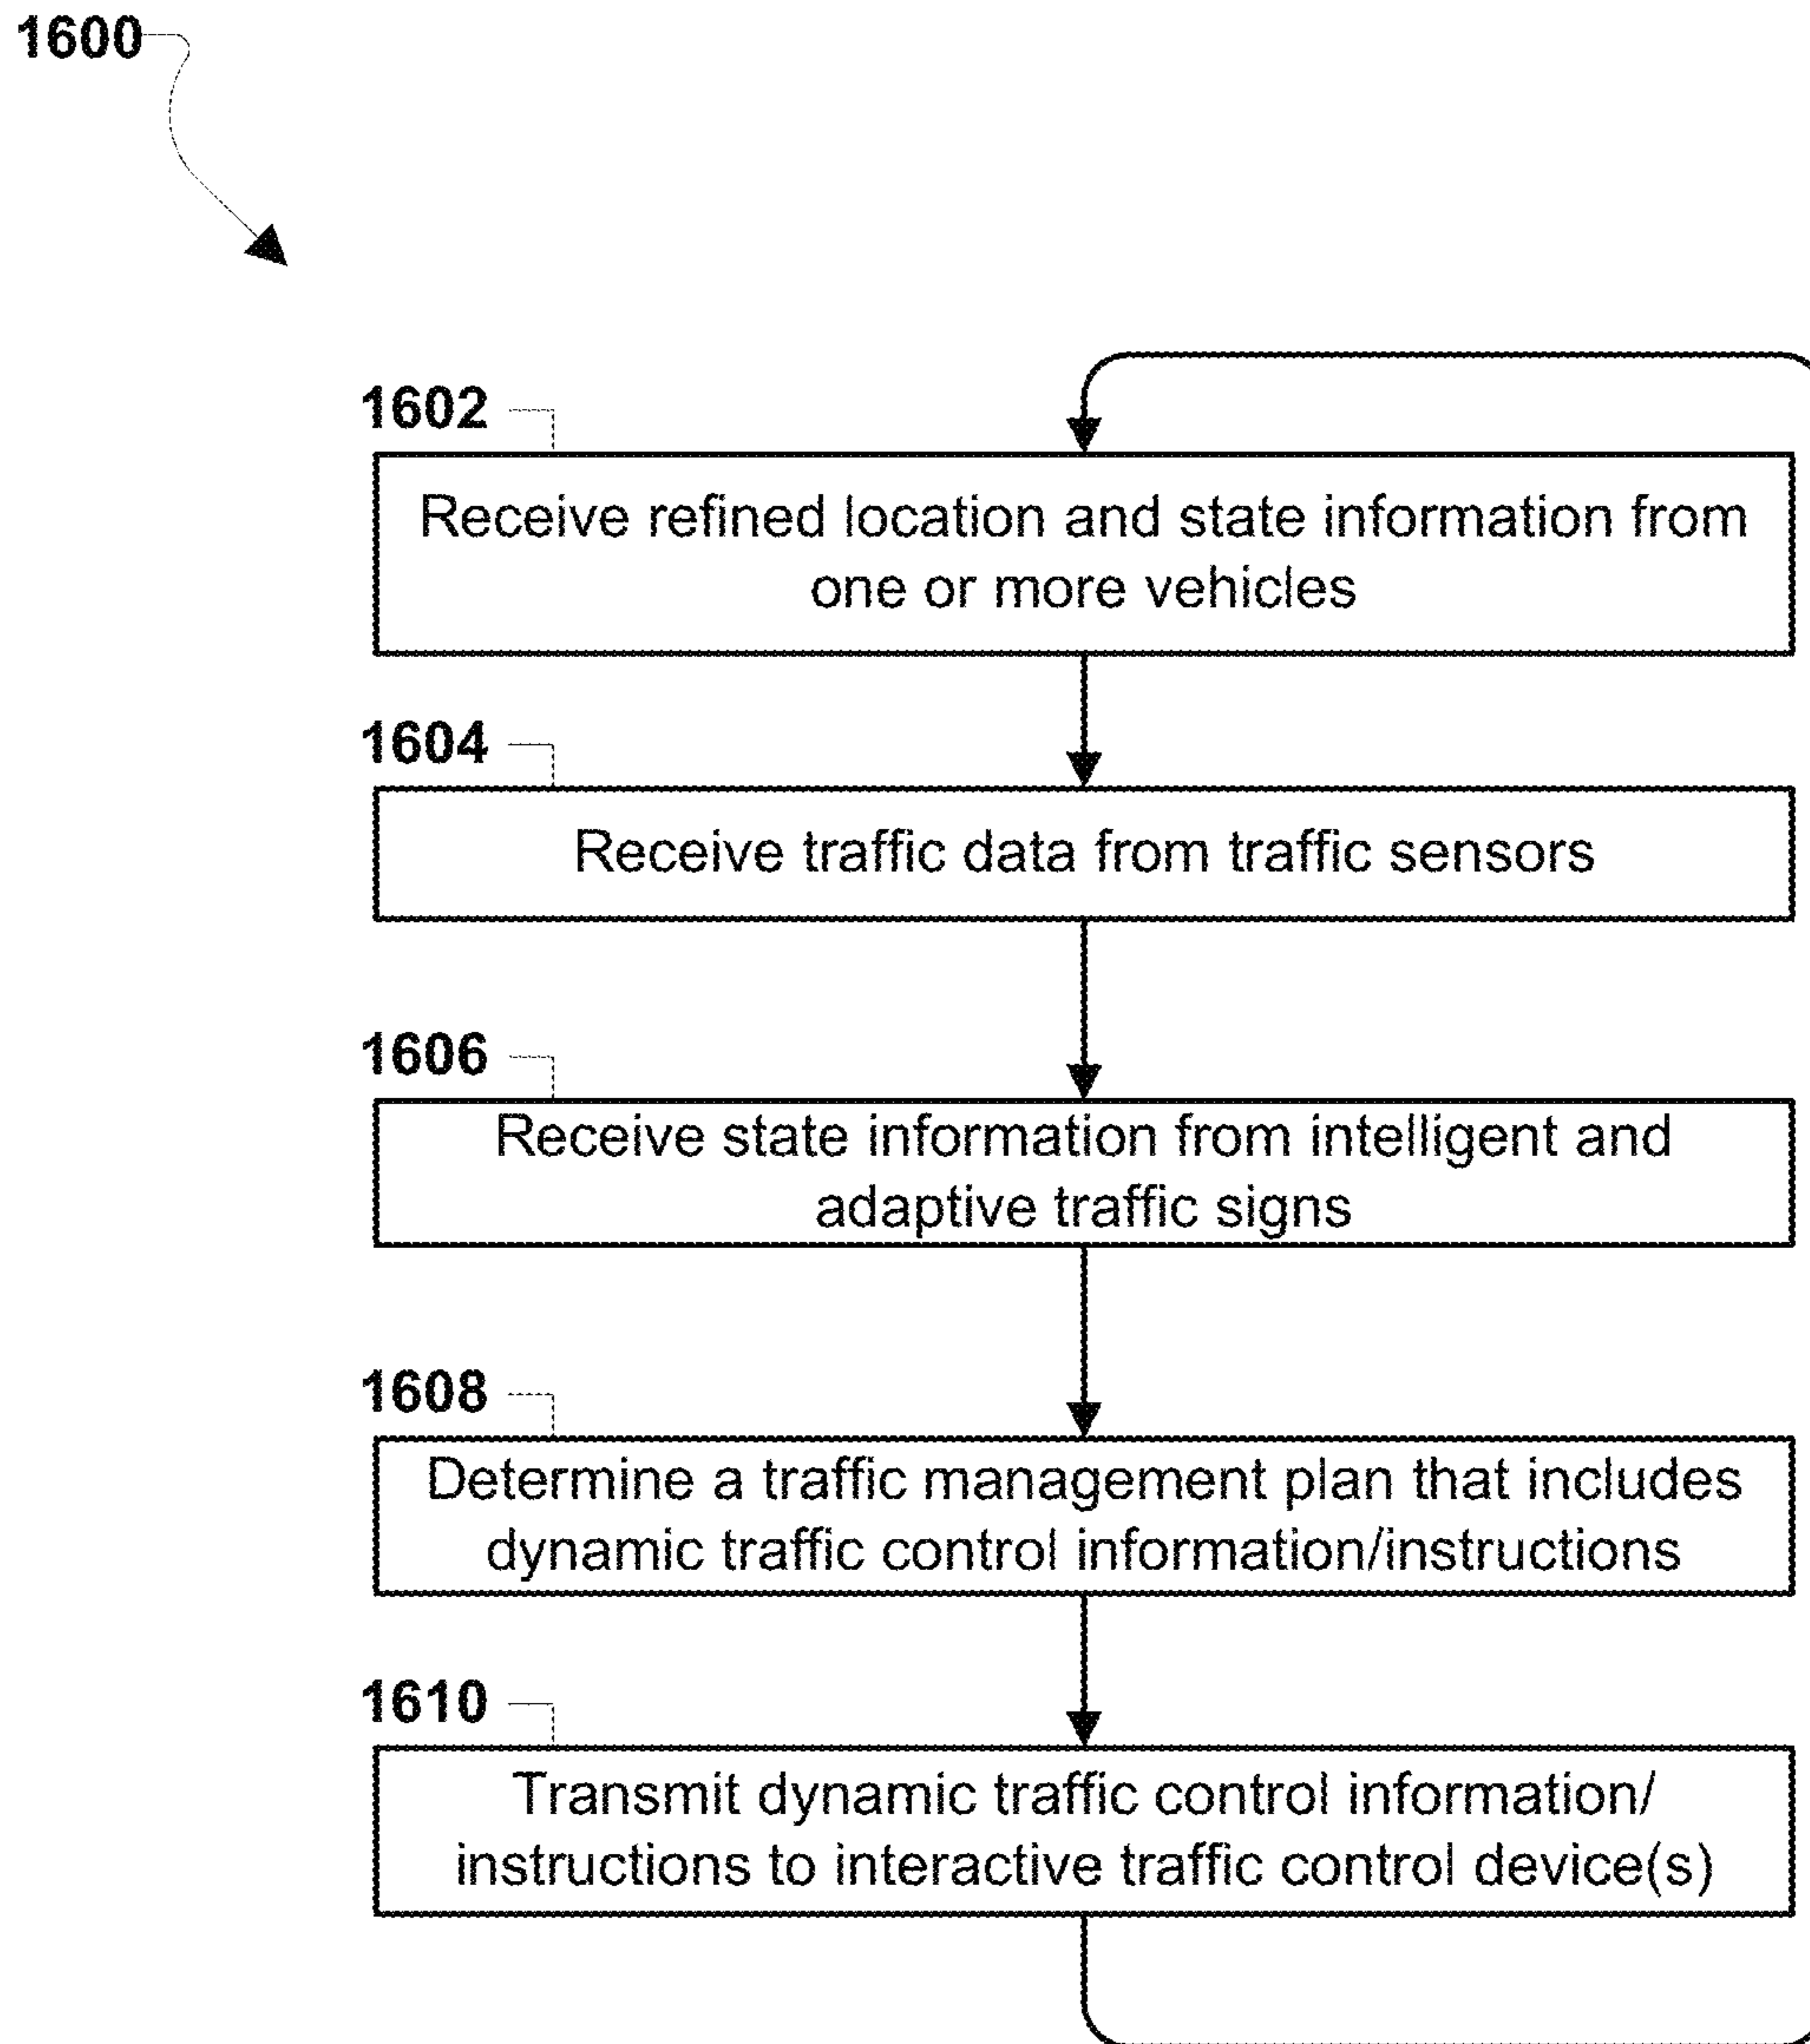 1600
1602
Receive refined location and state information from
one or more vehicles
1604
Receive traffic data from traffic sensors
1606
Receive state information from intelligent and
adaptive traffic signs
1608
Determine a traffic management plan that includes
dynamic traffic control information/instructions
1610
Transmit dynamic traffic control information/
instructions to interactive traffic control device(s)